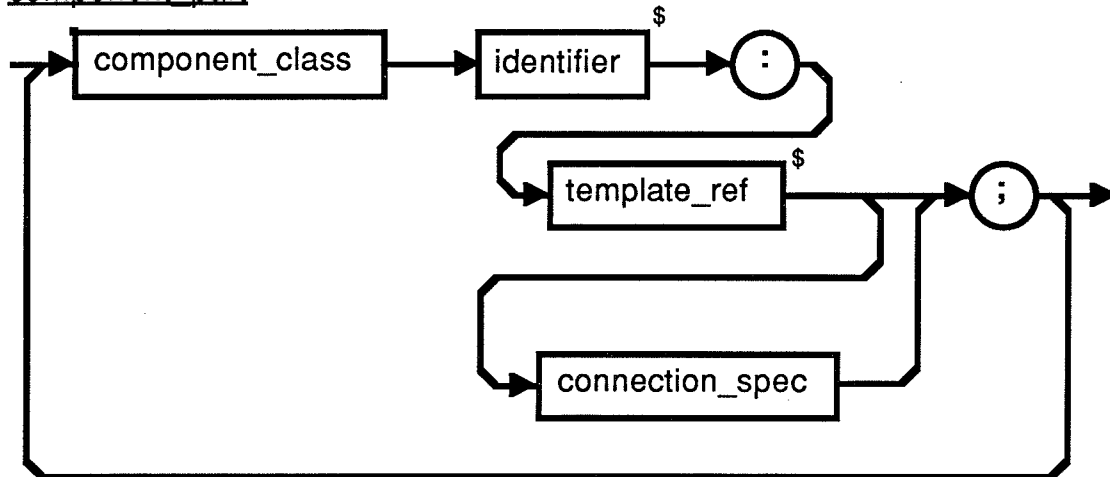 $
component_class identifier :
$
template_ref ;
connection_spec